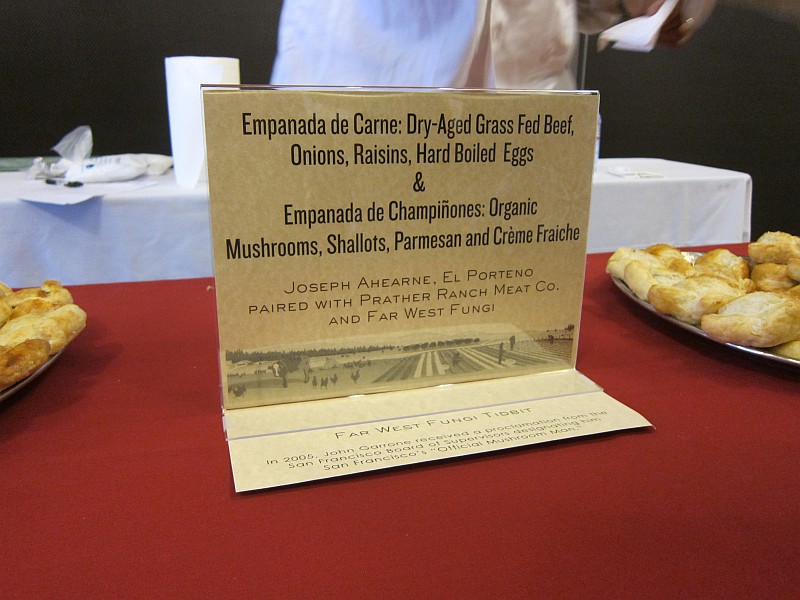 Empanada de Carne: Dry-Aged Grass Fed Beef,
Onions, Raisins, Hard Boiled Eggs
&
Empanada de Champiñones: Organic
Mushrooms, Shallots, Parmesan and Crème Fraiche
Joseph Ahearne, El Porteno
paired with Prather Ranch Meat Co.
and Far West Fungi
Far West Fungi Tidbit
In 2005, John Garrone received a proclamation from the
San Francisco Board of Supervisors designating him
San Francisco's "Official Mushroom Man."